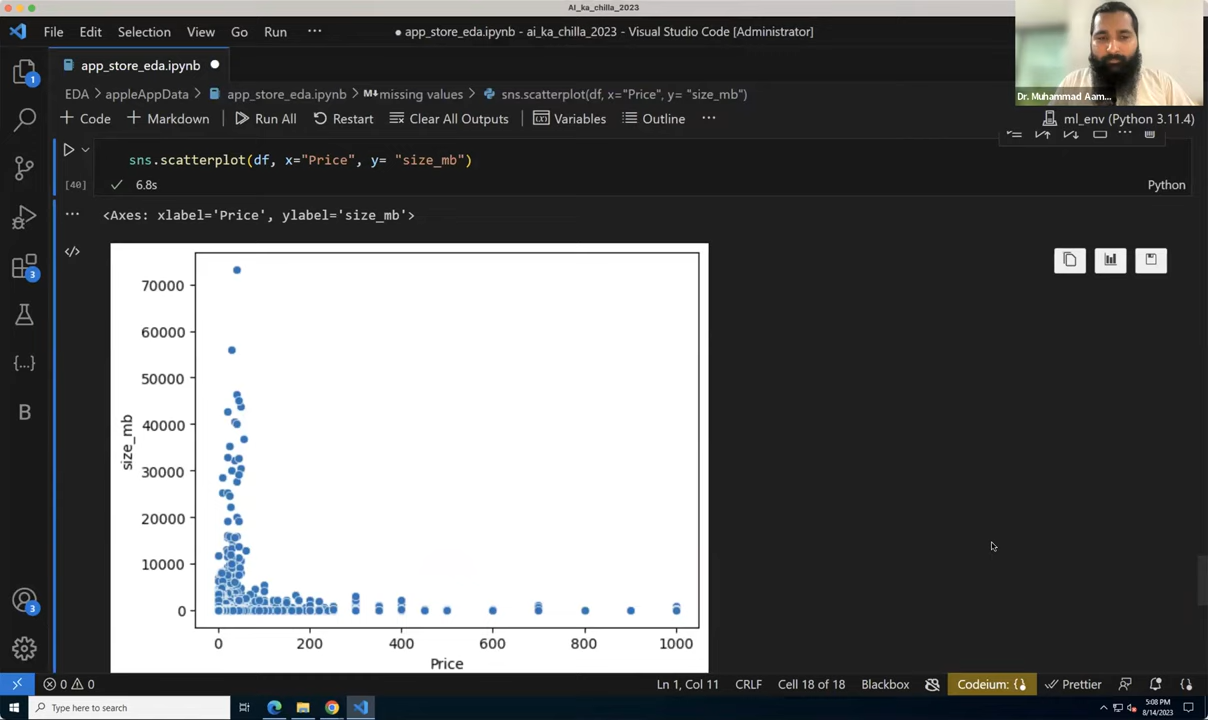 AI_ka_chilla_2023
File Edit Selection View Go Run ···
● app_store_eda.ipynb - ai_ka_chilla_2023 - Visual Studio Code [Administrator]
app_store_eda.ipynb ●
EDA > appleAppData > app_store_eda.ipynb > M↓missing values > sns.scatterplot(df, x="Price", y= "size_mb")
Dr. Muhammad Aam...
+ Code + Markdown Run All Restart Clear All Outputs Variables Outline ··· ml_env (Python 3.11.4)
sns.scatterplot(df, x="Price", y= "size_mb")
[40] 6.8s Python
··· <Axes: xlabel='Price', ylabel='size_mb'>
70000
60000
50000
40000
30000
20000
10000
0
size_mb
0 200 400 600 800 1000
Price
1
3
{...}
B
3
0 0 Ln 1, Col 11 CRLF Cell 18 of 18 Blackbox Codeium: {} Prettier
Type here to search
5:08 PM
8/14/2023